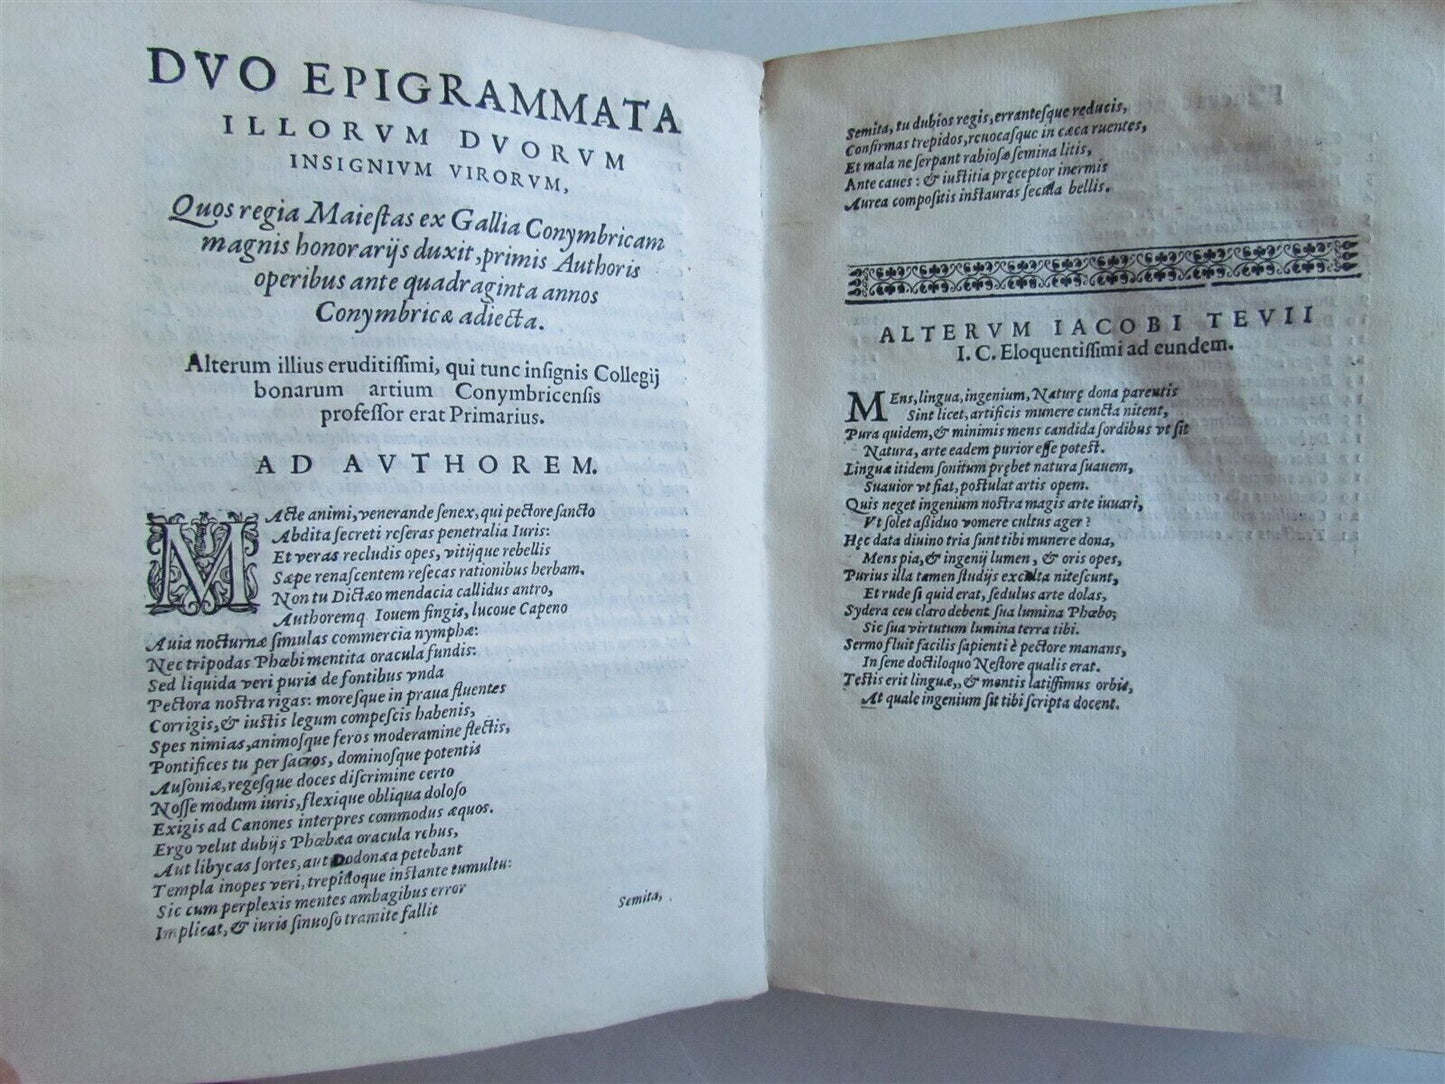 DVO EPIGRAMMATA
ILLORVM DVORVM
INSIGNIVM VIRORVM,
Quos regia Maieſtas ex Gallia Conymbricam
magnis honorarijs duxit, primis Authoris
operibus ante quadraginta annos
Conymbricæ adiecta.
Alterum illius eruditiſſimi, qui tunc inſignis Collegij
bonarum artium Conymbricenſis
profeſſor erat Primarius.
AD AVTHOREM.
MActe animi, venerande ſenex, qui pectore ſancto
Abdita ſecreti reſeras penetralia Iuris:
Et veras recludis opes, vitijque rebellis
Sæpe renaſcentem reſecas rationibus herbam.
Non tu Dictæo mendacia callidus antro,
Authoremq Iouem fingis, lucoue Capeno
Auia nocturnæ ſimulas commercia nymphæ:
Nec tripodas Phœbi mentita oracula fundis:
Sed liquida veri puris de fontibus vnda
Pectora noſtra rigas: moreſque in praua fluentes
Corrigis, & iuſtis legum compeſcis habenis,
Spes nimias, animoſque feros moderamine flectis,
Pontifices tu per ſacros, dominoſque potentis
Auſoniæ, regeſque doces diſcrimine certo
Noſſe modum iuris, flexique obliqua doloſo
Exigis ad Canones interpres commodus æquos.
Ergo velut dubijs Phœbæa oracula rebus,
Aut libycas ſortes, aut Dodonæa petebant
Templa inopes veri, trepidoque inſtante tumultu:
Sic cum perplexis mentes ambagibus error
Implicat, & iuris ſinuoſo tramite fallit
Semita,
Semita, tu dubios regis, erranteſque reducis,
Confirmas trepidos, reuocaſque in cæca ruentes,
Et mala ne ſerpant rabioſæ ſemina litis,
Ante caues: & iuſtitia pręceptor inermis
Aurea compoſitis inſtauras ſecula bellis.
ALTERVM IACOBI TEVII
I. C. Eloquentiſſimi ad eundem.
MEns, lingua, ingenium, Naturę dona parentis
Sint licet, artificis munere cuncta nitent,
Pura quidem, & minimis mens candida ſordibus vt ſit
Natura, arte eadem purior eſſe poteſt.
Linguæ itidem ſonitum prębet natura ſuauem,
Suauior vt fiat, poſtulat artis opem.
Quis neget ingenium noſtra magis arte iuuari,
Vt ſolet aſſiduo vomere cultus ager?
Hęc data diuino tria ſunt tibi munere dona,
Mens pia, & ingenij lumen, & oris opes,
Purius illa tamen ſtudijs exculta niteſcunt,
Et rude ſi quid erat, ſedulus arte dolas,
Sydera ceu claro debent ſua lumina Phœbo;
Sic ſua virtutum lumina terra tibi.
Sermo fluit facilis ſapienti è pectore manans,
In ſene dociloquo Neſtore qualis erat.
Teſtis erit linguæ,, & mentis latiſſimus orbis,
At quale ingenium ſit tibi ſcripta docent.